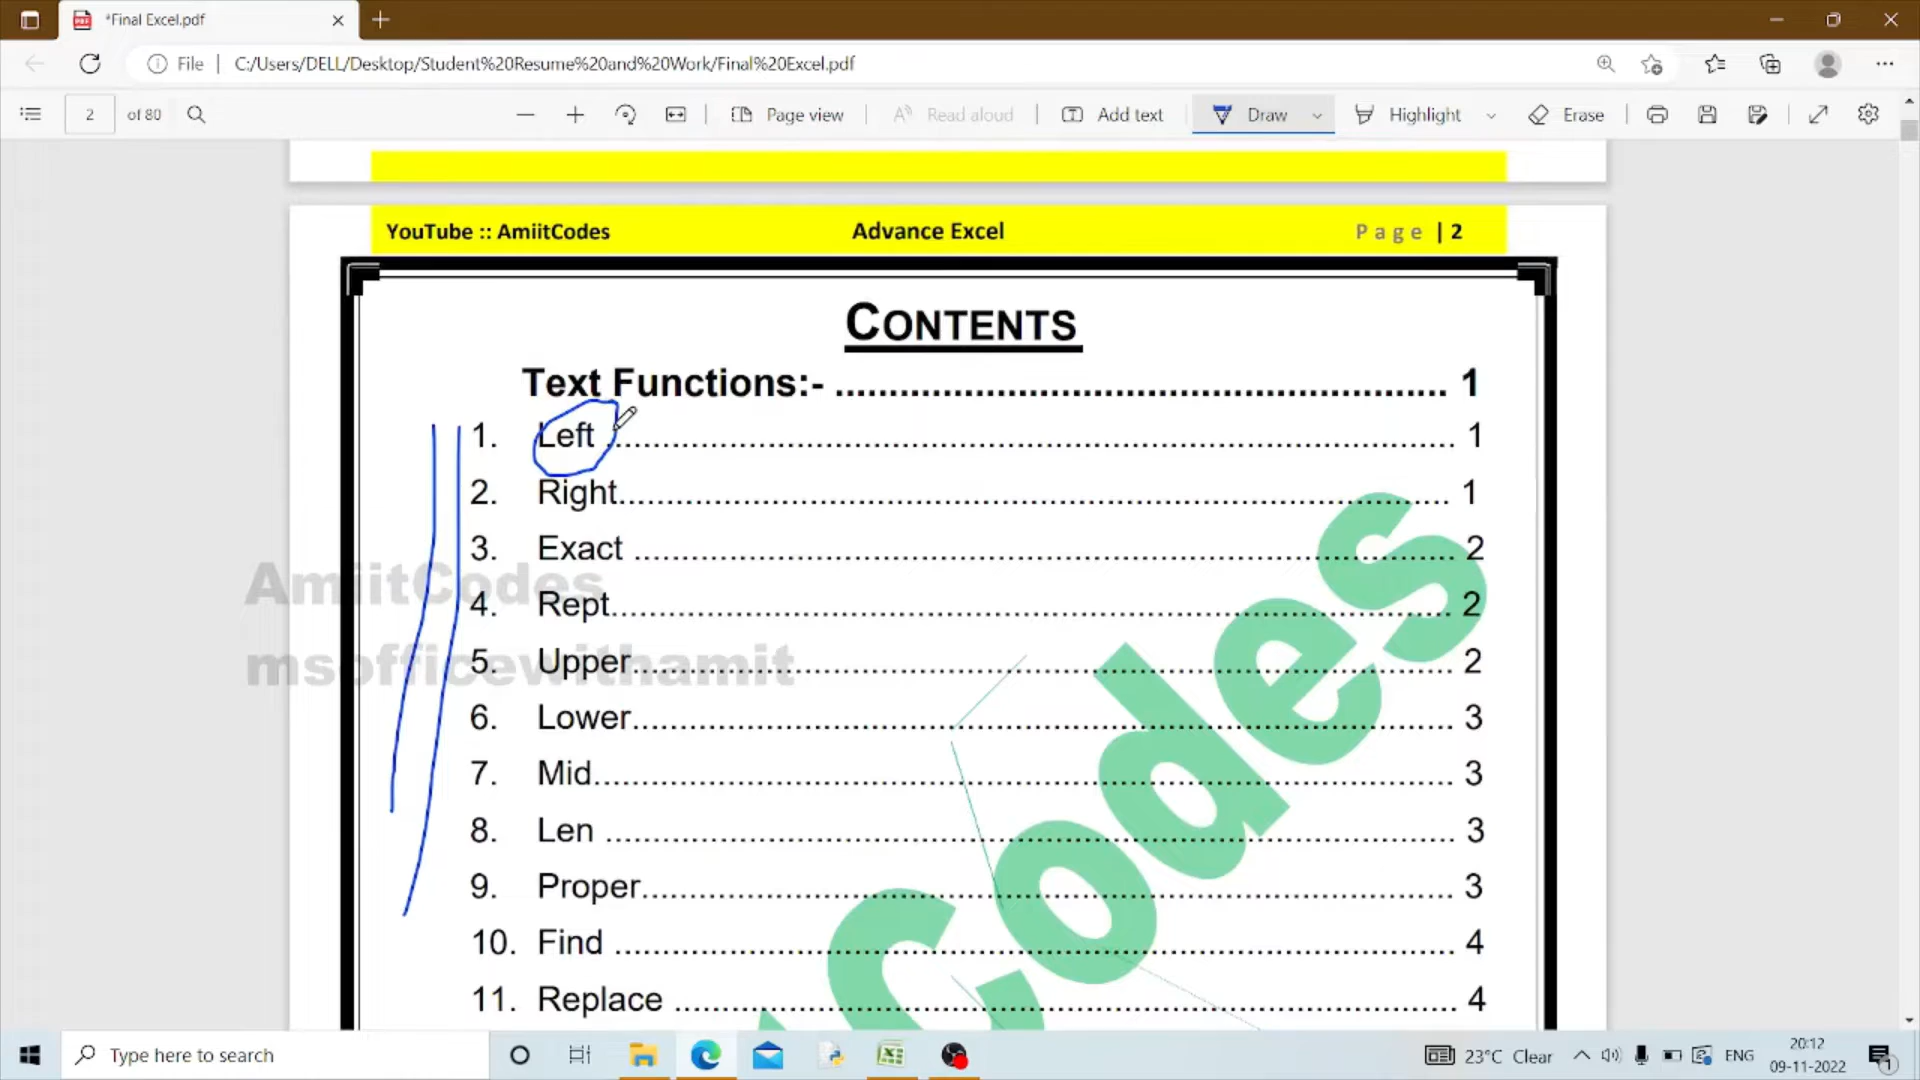 *Final Excel.pdf
File | C:/Users/DELL/Desktop/Student%20Resume%20and%20Work/Final%20Excel.pdf
2 of 80 Page view Read aloud Add text Draw Highlight Erase
YouTube :: AmiitCodes Advance Excel Page | 2
CONTENTS
Text Functions:- ........................................................ 1
1. Left ........................................................ 1
2. Right........................................................ 1
3. Exact ........................................................ 2
4. Rept........................................................ 2
5. Upper........................................................ 2
6. Lower........................................................ 3
7. Mid........................................................ 3
8. Len ........................................................ 3
9. Proper........................................................ 3
10. Find ........................................................ 4
11. Replace ........................................................ 4
AmiitCodes
msofficewithamit
Codes
Type here to search
23°C Clear
ENG
20:12
09-11-2022
1